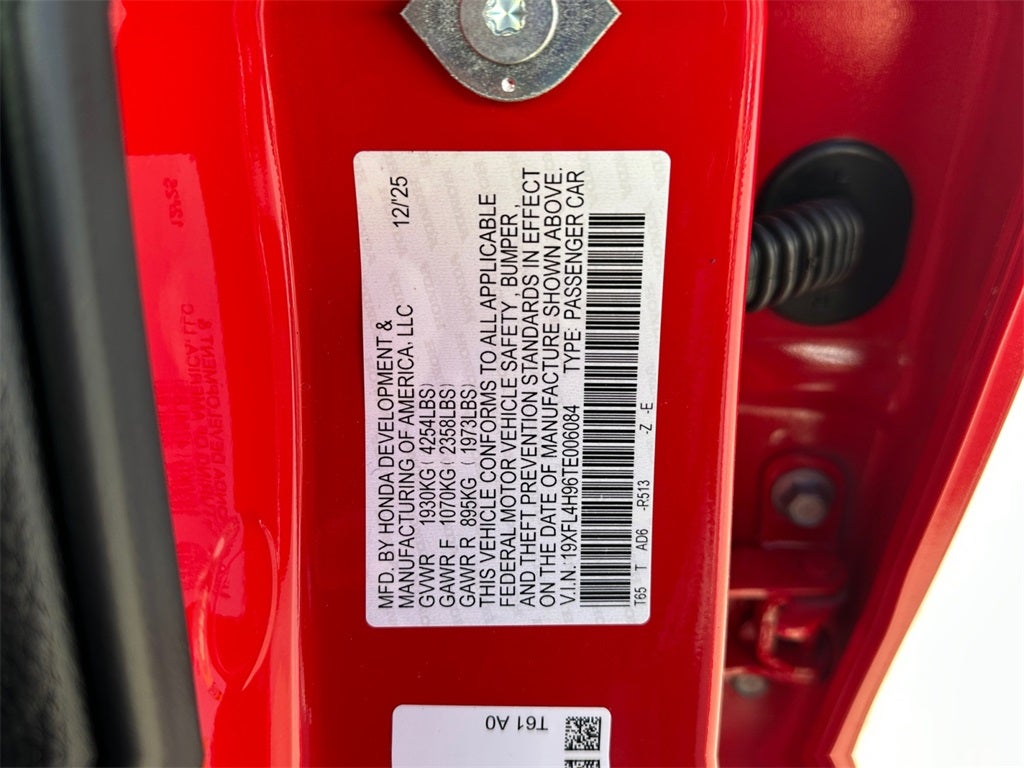 MFD. BY HONDA DEVELOPMENT &
MANUFACTURING OF AMERICA, LLC 12/'25
GVWR 1930KG ( 4254LBS)
GAWR F 1070KG ( 2358LBS)
GAWR R 895KG ( 1973LBS)
THIS VEHICLE CONFORMS TO ALL APPLICABLE
FEDERAL MOTOR VEHICLE SAFETY, BUMPER,
AND THEFT PREVENTION STANDARDS IN EFFECT
ON THE DATE OF MANUFACTURE SHOWN ABOVE.
V.I.N: 19XFL4H96TE006084 TYPE: PASSENGER CAR
T65 T AD6 -R513 -Z -E
T61 A0